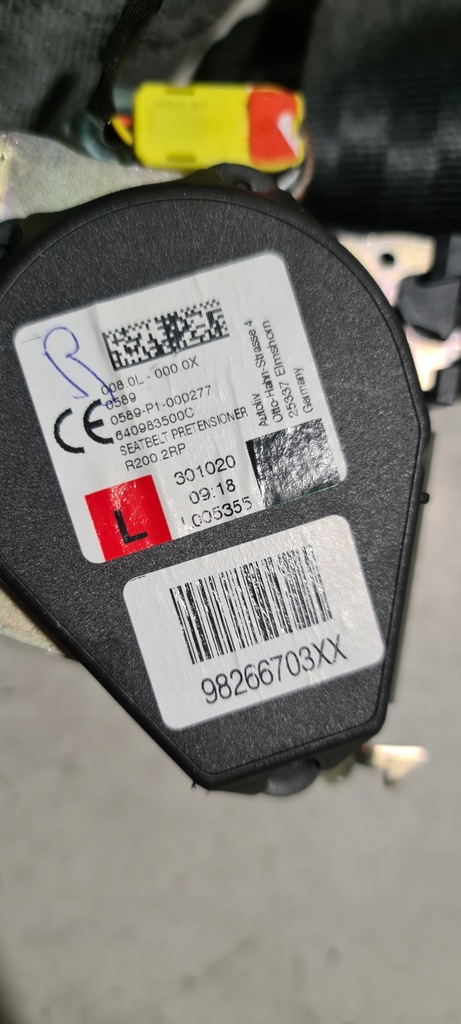 R
008.0L - 000.0X
0589
CE
0589-P1-000277
640983500C
SEATBELT PRETENSIONER
R200.2RP
Autoliv
Otto-Hahn-Strasse 4
25337 Elmshorn
Germany
301020
09:18
L005355
L
98266703XX